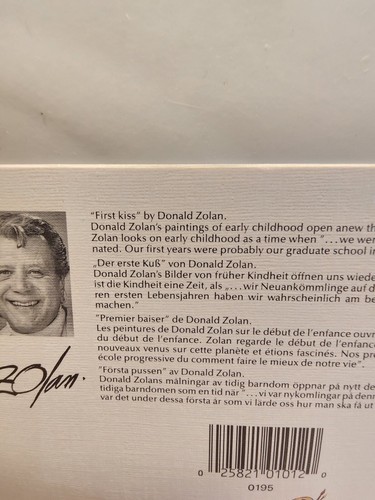 "First kiss" by Donald Zolan.
Donald Zolan's paintings of early childhood open anew th
Zolan looks on early childhood as a time when "...we wer
nated. Our first years were probably our graduate school in
„Der erste Kuß" von Donald Zolan.
Donald Zolan's Bilder von früher Kindheit öffnen uns wiede
ist die Kindheit eine Zeit, als „...wir Neuankömmlinge auf d
ren ersten Lebensjahren haben wir wahrscheinlich am be
machen."
"Premier baiser" de Donald Zolan.
Les peintures de Donald Zolan sur le début de l'enfance ouvr
du début de l'enfance. Zolan regarde le début de l'enfanc
nouveaux venus sur cette planète et étions fascinés. Nos pre
école progressive du comment faire le mieux de notre vie".
"Första pussen" av Donald Zolan.
Donald Zolans målningar av tidig barndom öppnar på nytt de
tidiga barndomen som en tid när "...vi var nykomlingar på denn
var det under dessa första år som vi lärde oss hur man ska få ut
Zolan.
0 25821 01012 0
0195